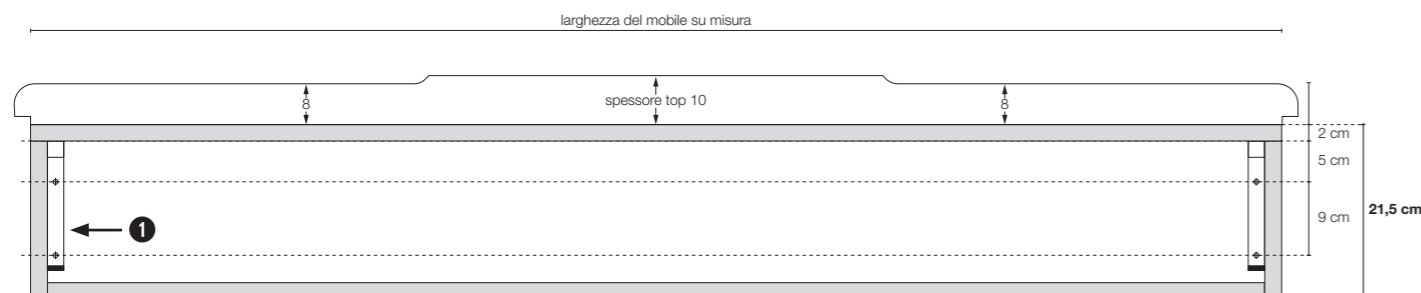 larghezza del mobile su misura
8
spessore top 10
8
2 cm
5 cm
1
9 cm
21,5 cm